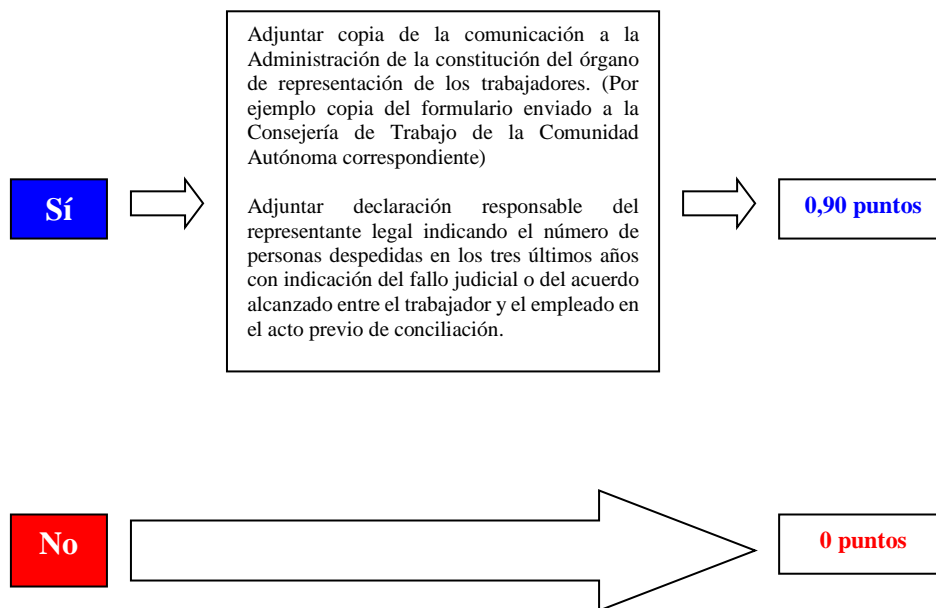 Adjuntar copia de la comunicación a la
Administración de la constitución del órgano
de representación de los trabajadores. (Por
ejemplo copia del formulario enviado a la
Consejería de Trabajo de la Comunidad
Autónoma correspondiente)
Sí
Adjuntar declaración responsable del
representante legal indicando el número de
personas despedidas en los tres últimos años
con indicación del fallo judicial o del acuerdo
alcanzado entre el trabajador y el empleado en
el acto previo de conciliación.
0,90 puntos
No
0 puntos